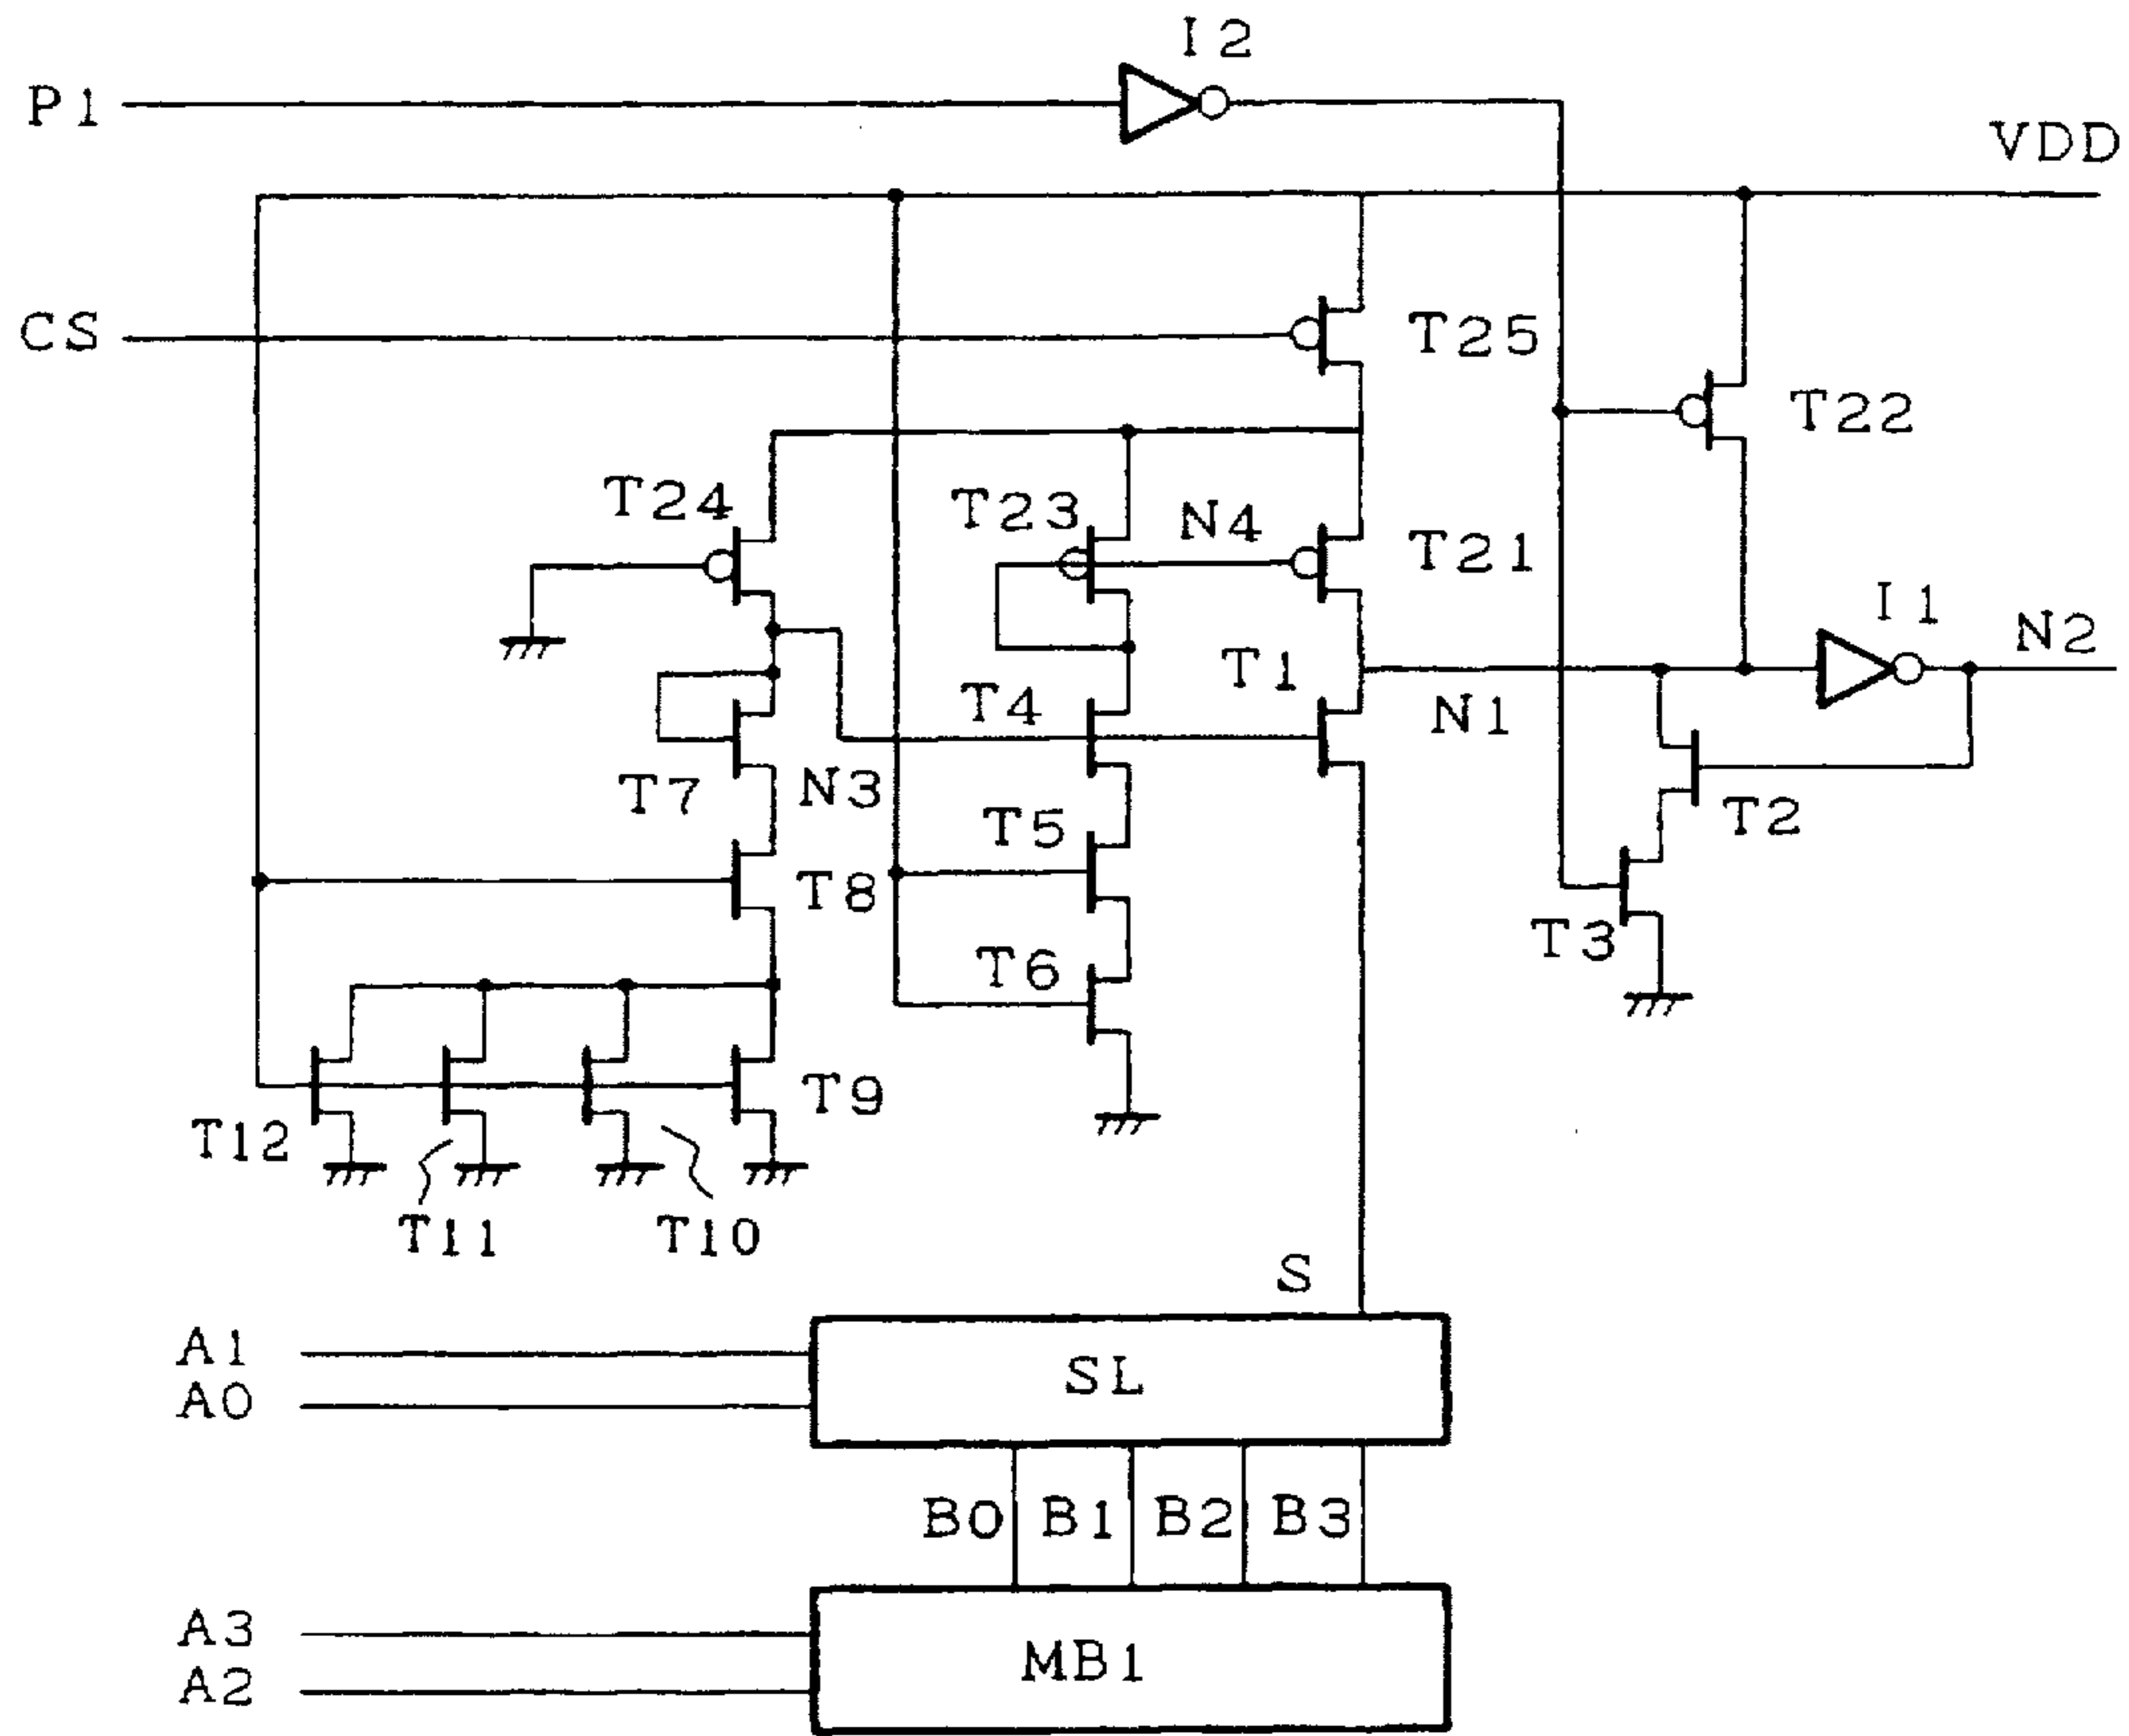 I2
P1
VDD
CS
T25
T22
T24
T23
N4
T21
I1
N2
T1
T4
N1
T7
N3
T2
T5
T8
T3
T6
T9
T12
T11
T10
S
A1
SL
A0
B0
B1
B2
B3
A3
MB1
A2